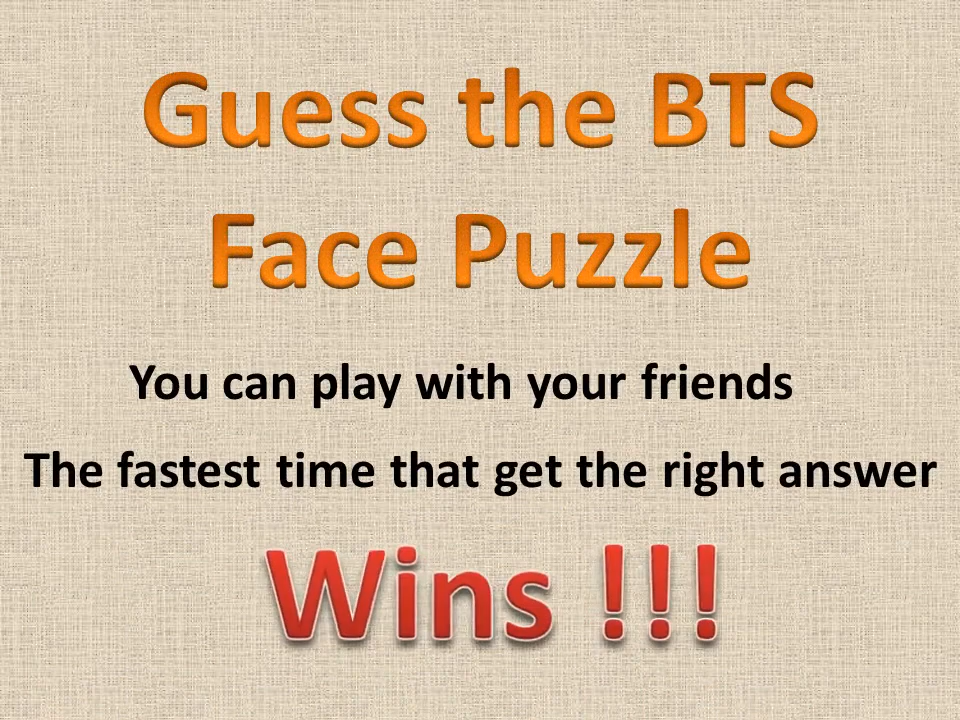 Guess the BTS
Face Puzzle
You can play with your friends
The fastest time that get the right answer
Wins !!!